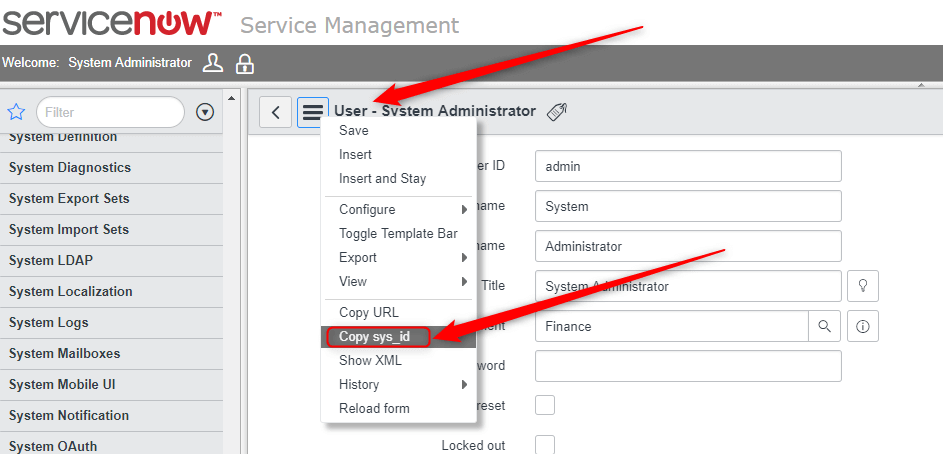 servicenow™ Service Management
Welcome: System Administrator
Filter
System Definition
System Diagnostics
System Export Sets
System Import Sets
System LDAP
System Localization
System Logs
System Mailboxes
System Mobile UI
System Notification
System OAuth
User - System Administrator
Save
Insert
Insert and Stay
Configure
Toggle Template Bar
Export
View
Copy URL
Copy sys_id
Show XML
History
Reload form
er ID admin
name System
name Administrator
Title System Administrator
ment Finance
word
reset
Locked out